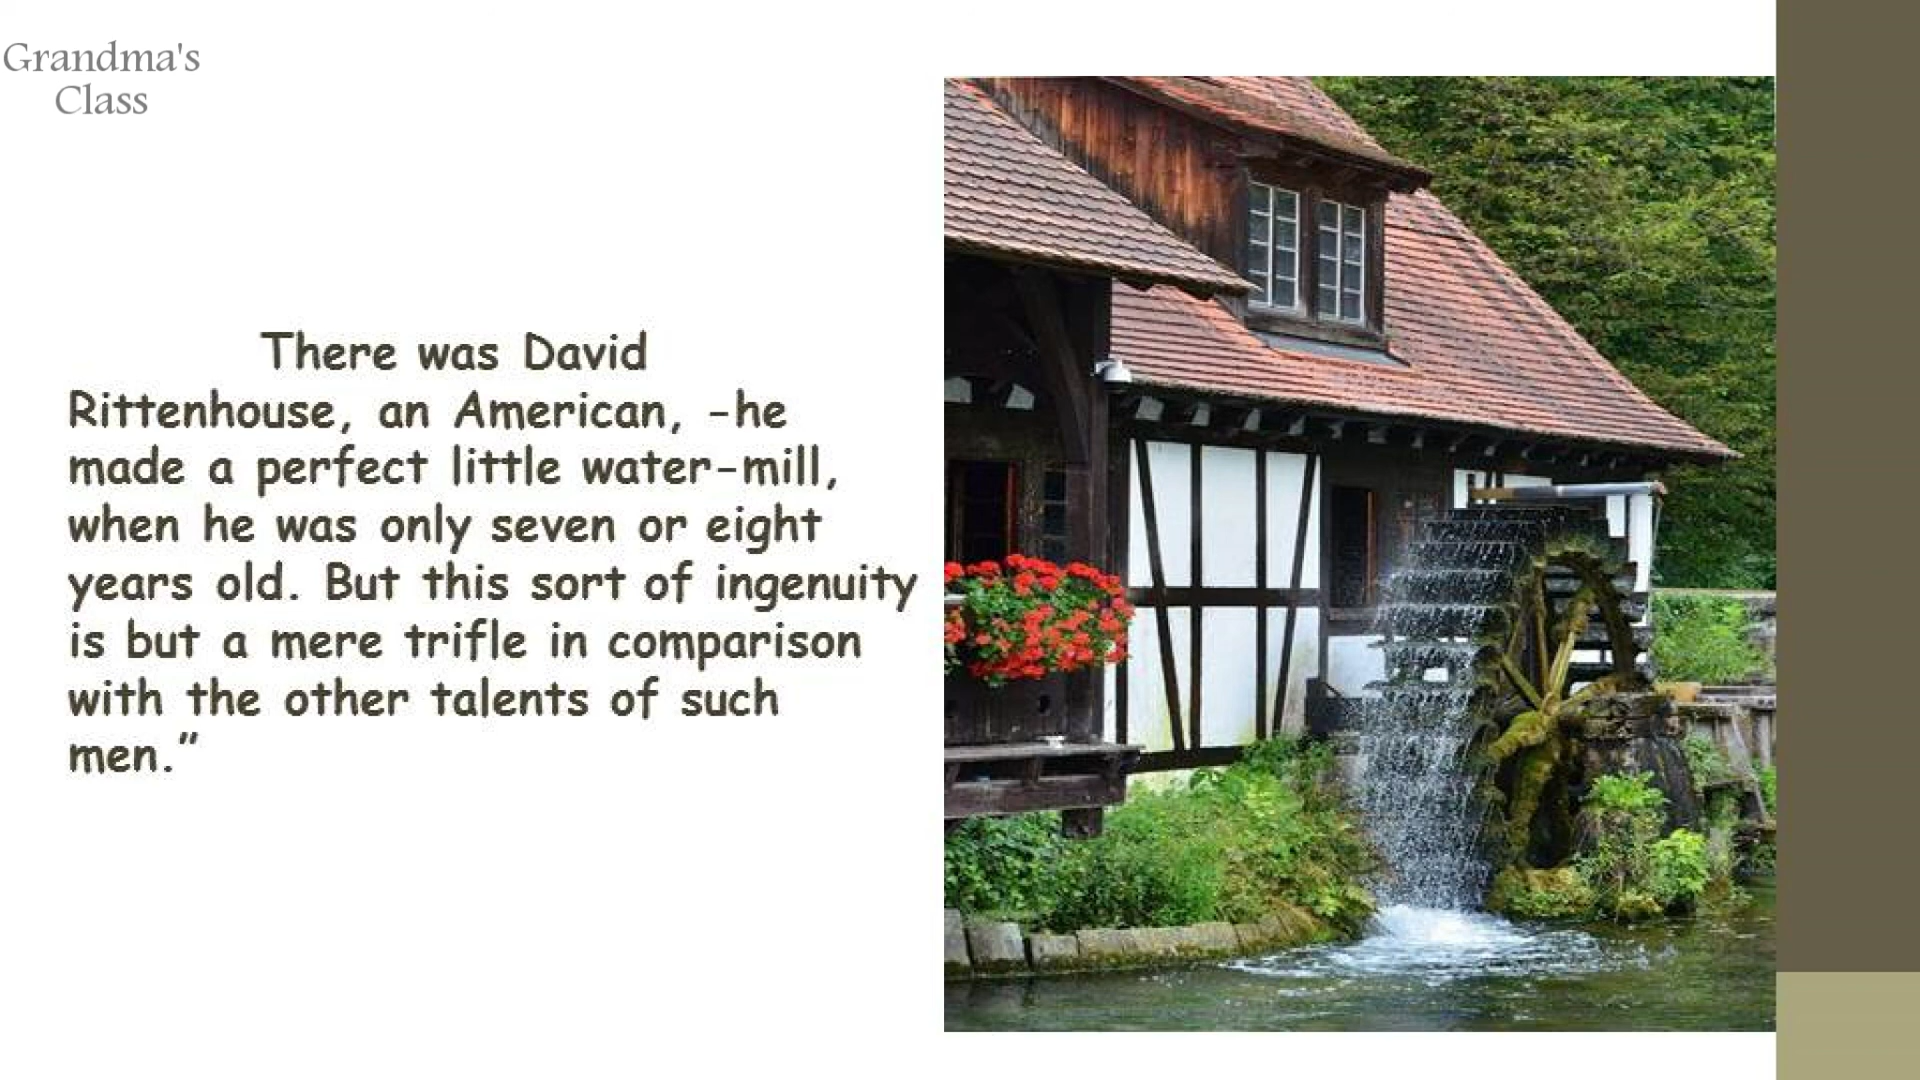 Grandma's
Class
There was David
Rittenhouse, an American, -he
made a perfect little water-mill,
when he was only seven or eight
years old. But this sort of ingenuity
is but a mere trifle in comparison
with the other talents of such
men.”